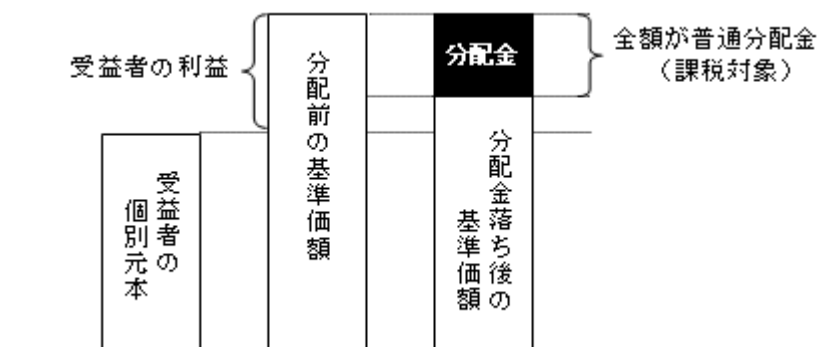 受益者の利益
分配前の基準価額
分配金
全額が普通分配金
（課税対象）
受益者の
個別元本
分配金落ち後の
基準価額